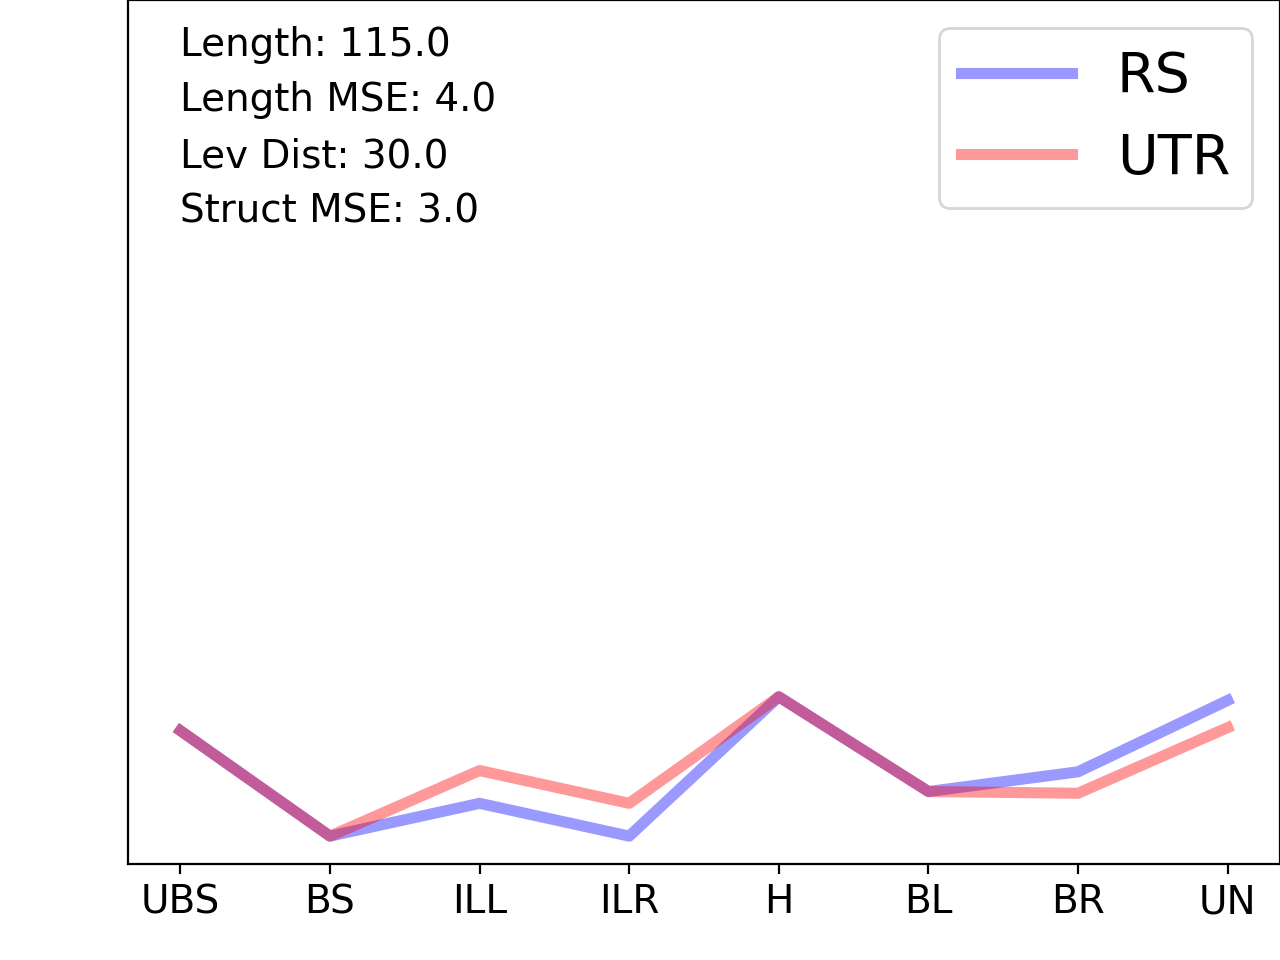 Length: 115.0
Length MSE: 4.0
Lev Dist: 30.0
Struct MSE: 3.0
RS
UTR
UBS BS ILL ILR H BL BR UN